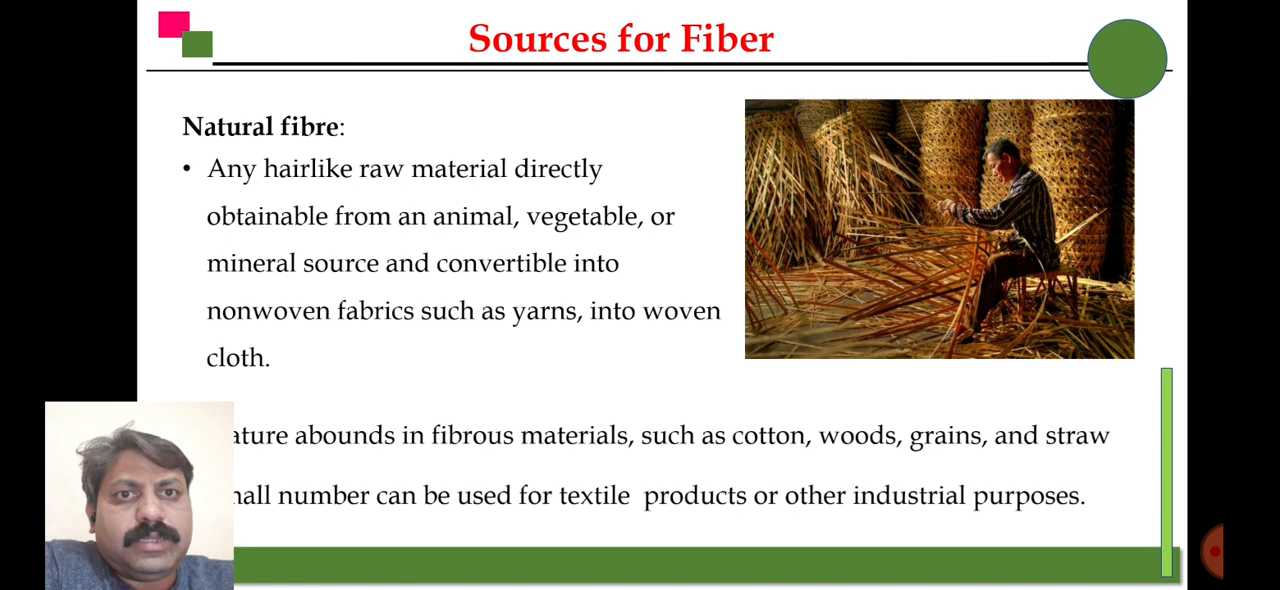 Sources for Fiber
Natural fibre:
• Any hairlike raw material directly
obtainable from an animal, vegetable, or
mineral source and convertible into
nonwoven fabrics such as yarns, into woven
cloth.
abounds in fibrous materials, such as cotton, woods, grains, and straw
number can be used for textile products or other industrial purposes.